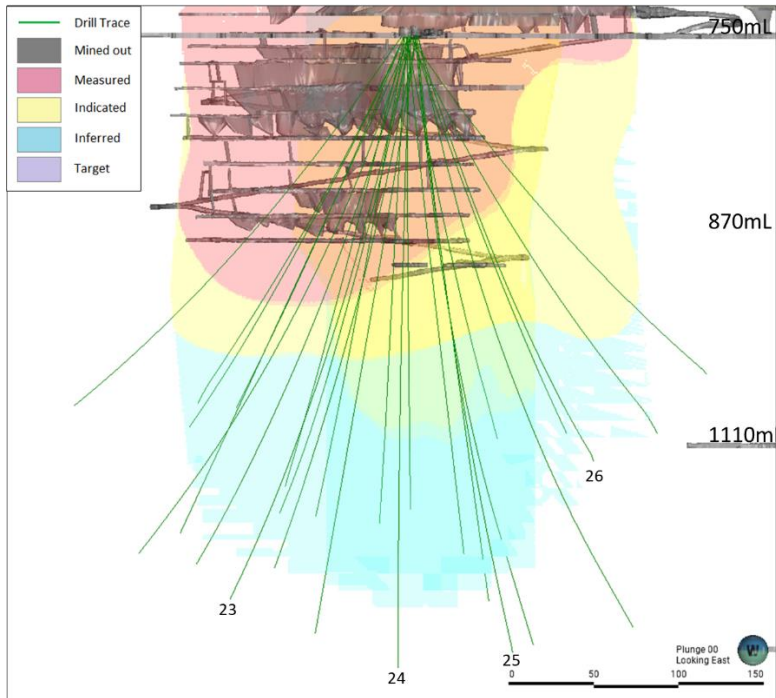 Drill Trace
Mined out
Measured
Indicated
Inferred
Target
750mL
870mL
1110mL
26
23
25
24
Plunge 00
Looking East
W
0 50 100 150